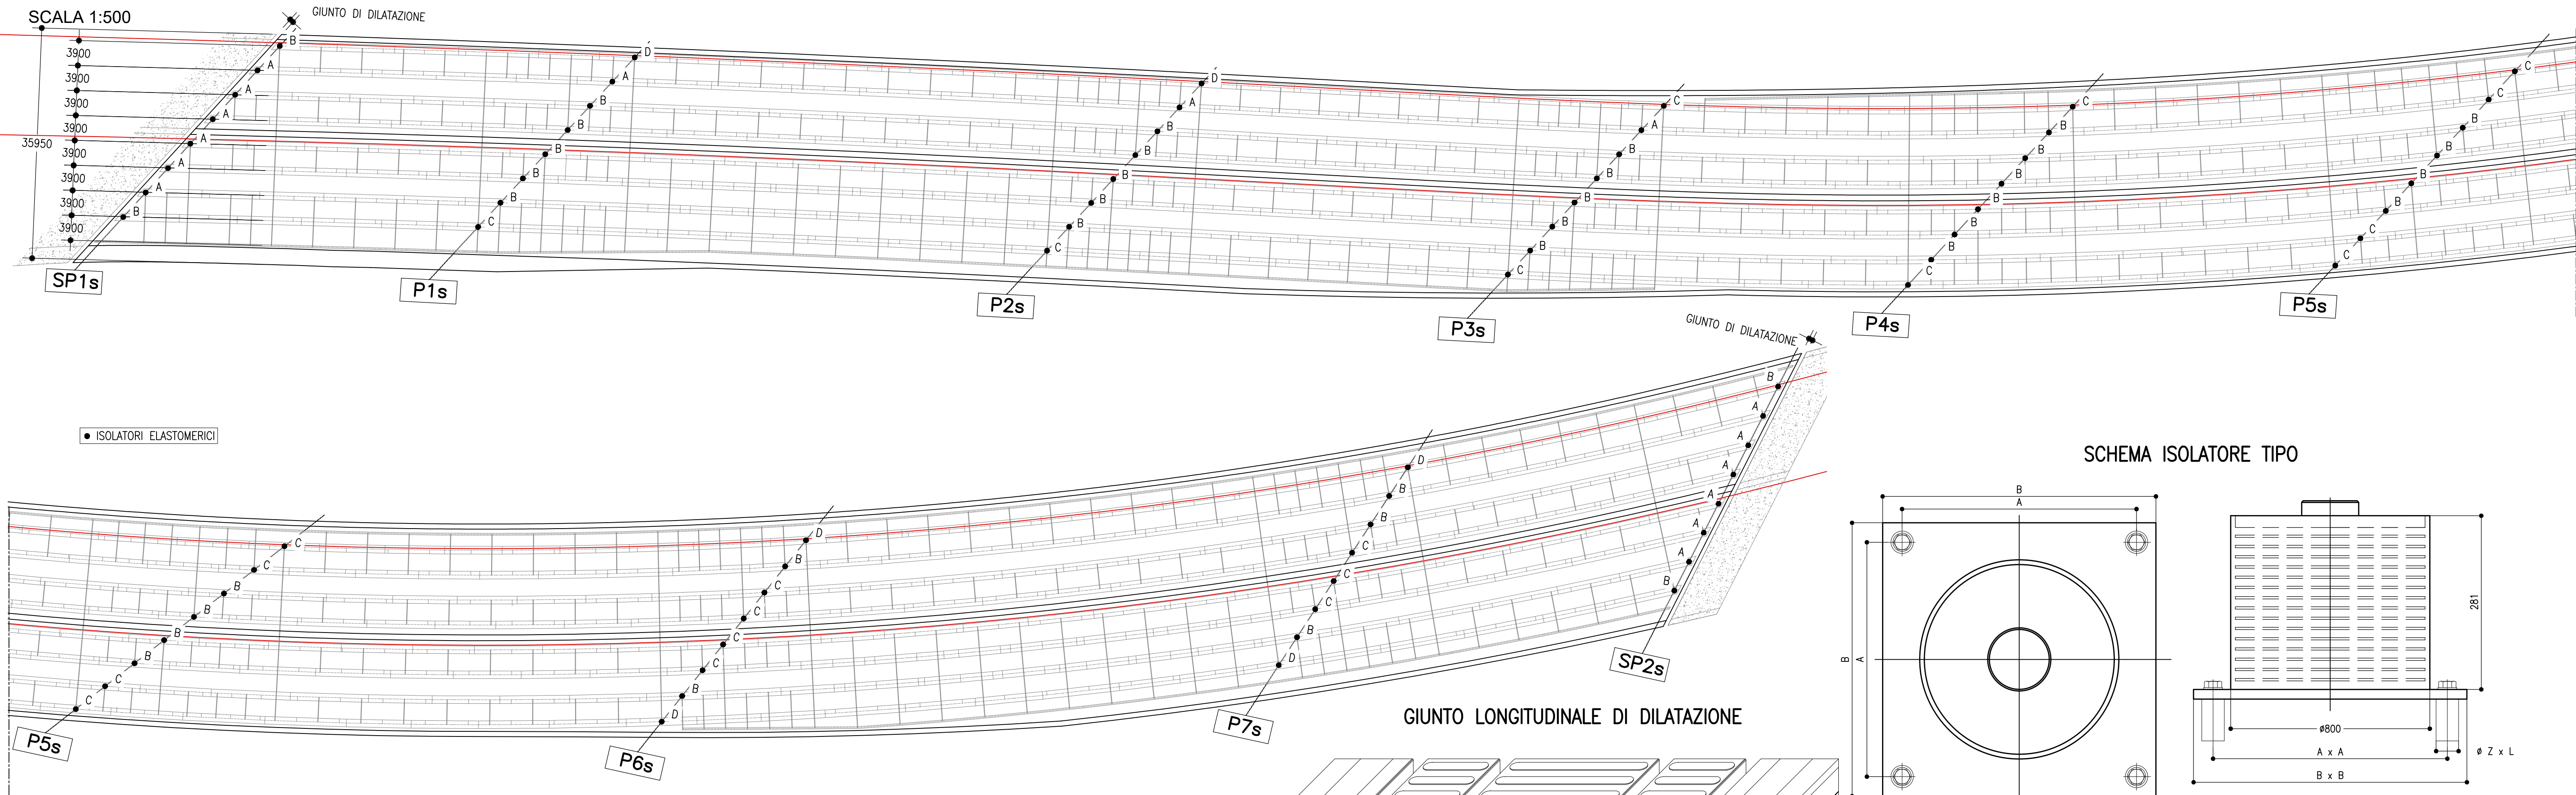 SCALA 1:500
GIUNTO DI DILATAZIONE
3900
3900
3900
3900
3900
3900
3900
3900
35950
B
A
A
A
A
A
A
B
SP1s
D
A
B
B
B
B
B
C
P1s
D
A
B
B
B
B
B
C
P2s
C
A
B
B
B
B
B
C
P3s
C
B
B
B
B
B
B
C
P4s
C
C
B
B
B
B
C
C
P5s
ISOLATORI ELASTOMERICI
C
C
B
B
B
B
C
C
P5s
D
B
C
C
C
C
B
D
P6s
D
B
B
C
C
C
B
D
P7s
GIUNTO DI DILATAZIONE
B
A
A
A
A
A
A
B
SP2s
GIUNTO LONGITUDINALE DI DILATAZIONE
SCHEMA ISOLATORE TIPO
B
A
B
A
281
ø800
A x A
B x B
ø Z x L